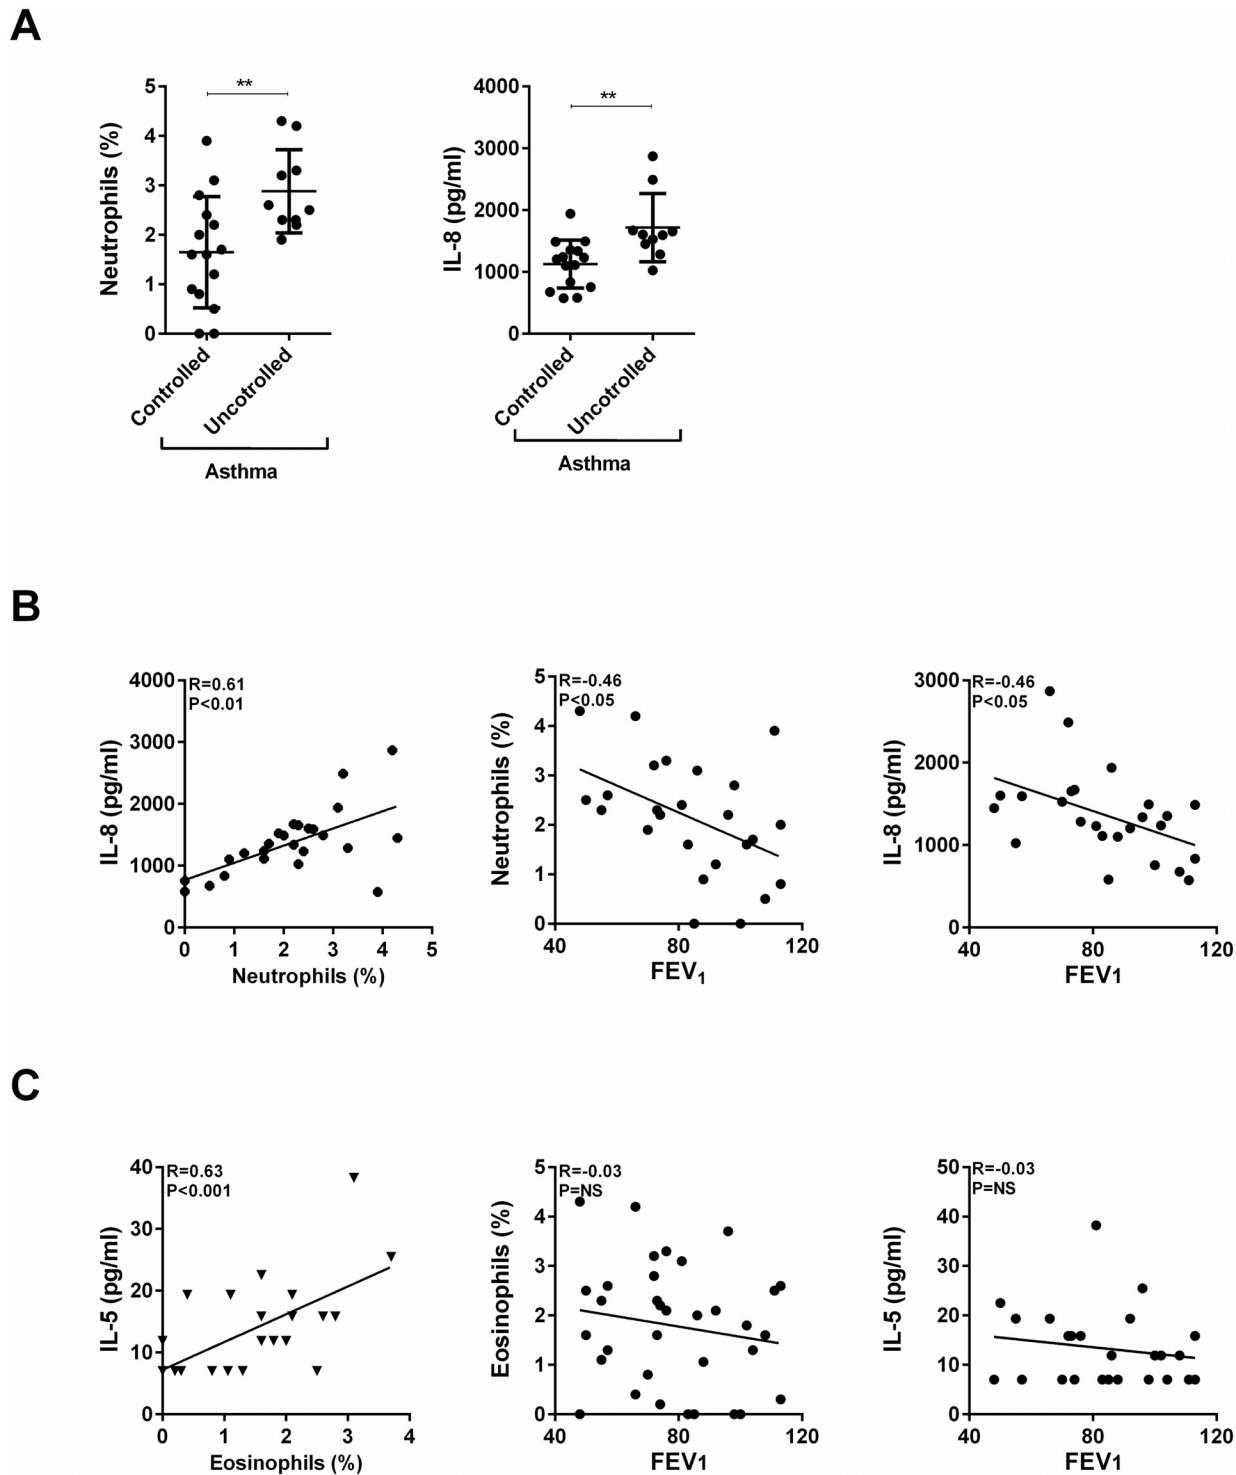 A
Neutrophils (%)
5
4
3
2
1
0
**
Controlled
Uncotrolled
Asthma
IL-8 (pg/ml)
4000
3000
2000
1000
0
**
Controlled
Uncotrolled
Asthma
B
IL-8 (pg/ml)
4000
3000
2000
1000
0
R=0.61
P<0.01
0 1 2 3 4 5
Neutrophils (%)
Neutrophils (%)
5
4
3
2
1
0
R=-0.46
P<0.05
40 80 120
FEV₁
IL-8 (pg/ml)
3000
2000
1000
0
R=-0.46
P<0.05
40 80 120
FEV1
C
IL-5 (pg/ml)
40
30
20
10
0
R=0.63
P<0.001
0 1 2 3 4
Eosinophils (%)
Eosinophils (%)
5
4
3
2
1
0
R=-0.03
P=NS
40 80 120
FEV1
IL-5 (pg/ml)
50
40
30
20
10
0
R=-0.03
P=NS
40 80 120
FEV1